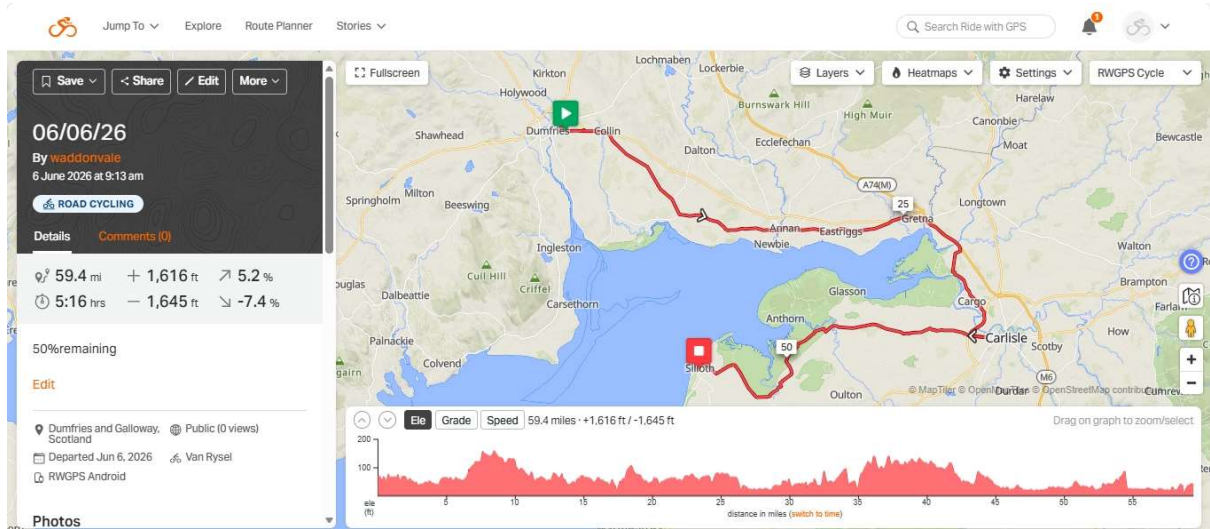 Jump To
Explore
Route Planner
Stories
Search Ride with GPS
1
Save
Share
Edit
More
06/06/26
By waddonvale
6 June 2026 at 9:13 am
ROAD CYCLING
Details
Comments (0)
59.4 mi
+ 1,616 ft
5.2 %
5:16 hrs
− 1,645 ft
-7.4 %
50%remaining
Edit
Dumfries and Galloway, Scotland
Public (0 views)
Departed Jun 6, 2026
Van Rysel
RWGPS Android
Photos
Fullscreen
Layers
Heatmaps
Settings
RWGPS Cycle
Lochmaben
Lockerbie
Kirkton
Holywood
Burnswark Hill
High Muir
Harelaw
Canonbie
Shawhead
Dumfries
Collin
Dalton
Ecclefechan
Moat
Bewcastle
A74(M)
Milton
Springholm
Beeswing
25
Gretna
Longtown
Annan
Eastriggs
Newbie
Ingleston
Walton
Cuil Hill
Criffel
Dalbeattie
Carsethorn
Glasson
Cargo
Brampton
Anthorn
Palnackie
Carlisle
How
Scotby
Colvend
50
Silloth
M6
Oulton
Durdar
© MapTiler © OpenMapTiles © OpenStreetMap
Ele
Grade
Speed
59.4 miles · +1,616 ft / -1,645 ft
Drag on graph to zoom/select
200
100
ele (ft)
5
10
15
20
25
30
35
40
45
50
55
distance in miles (switch to time)